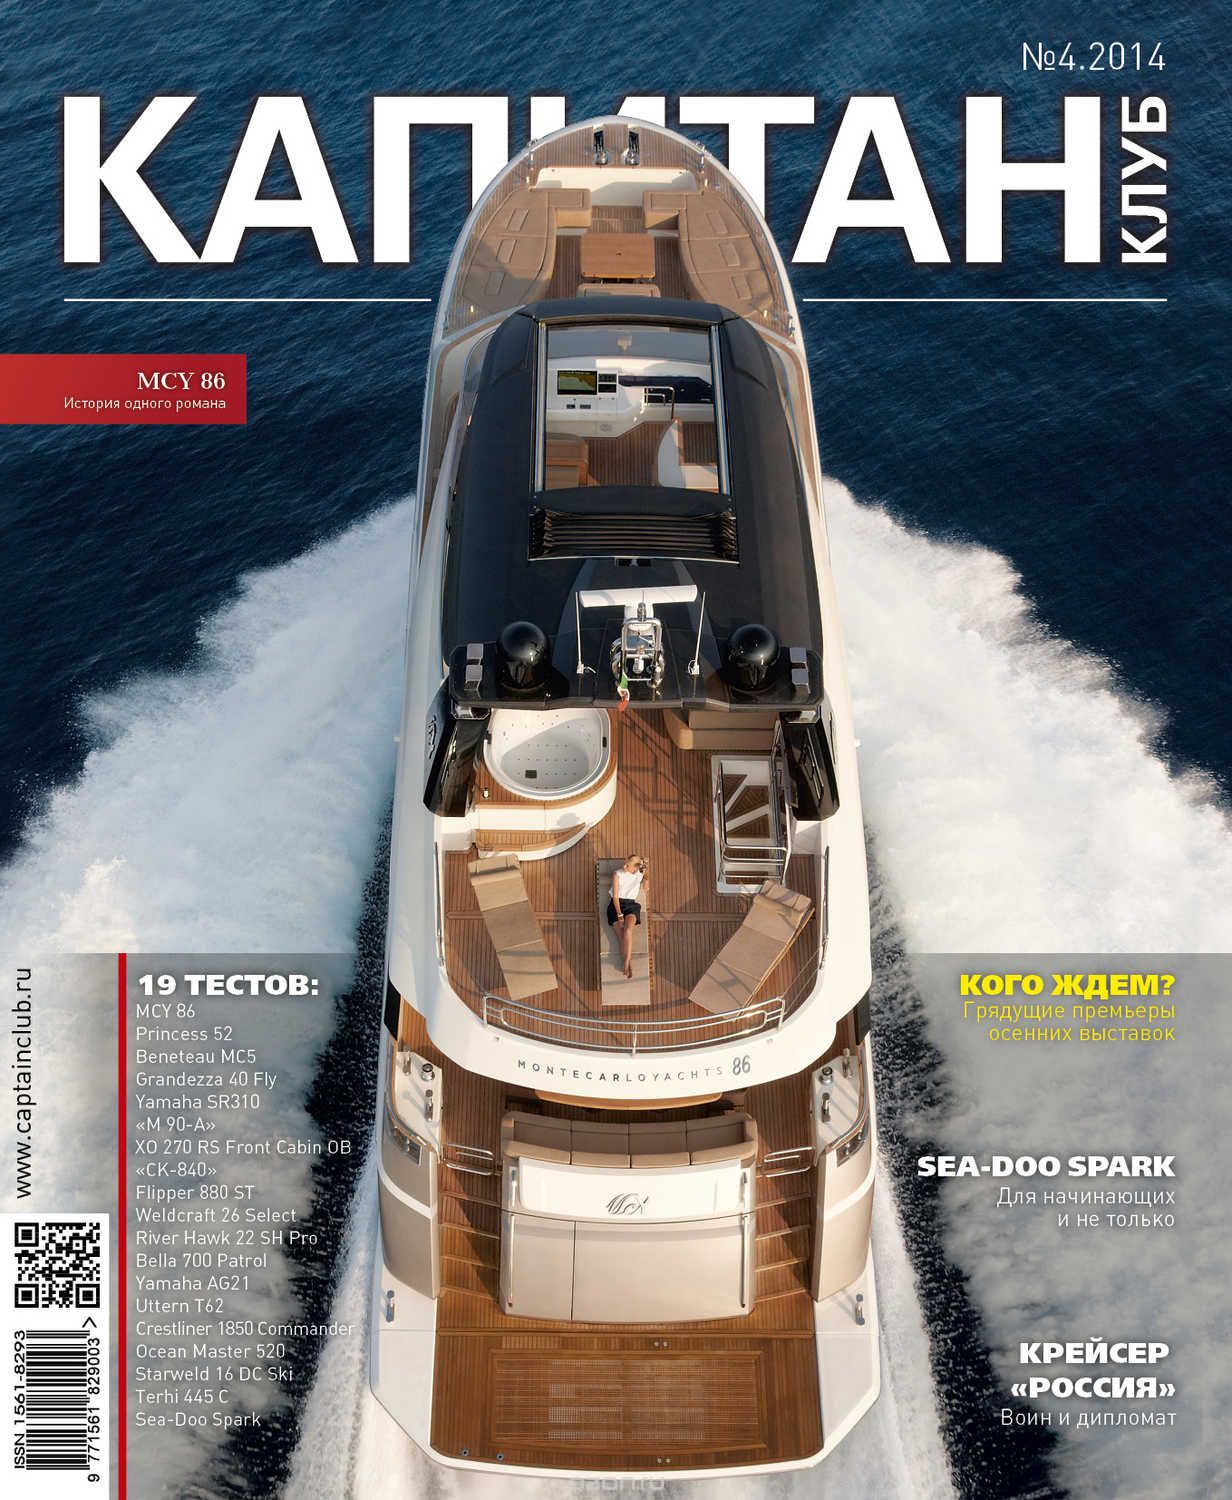 №4.2014
КАПИТАН
КЛУБ
MCY 86
История одного романа
www.captainclub.ru
19 ТЕСТОВ:
MCY 86
Princess 52
Beneteau MC5
Grandezza 40 Fly
Yamaha SR310
«М 90-А»
XO 270 RS Front Cabin OB
«СК-840»
Flipper 880 ST
Weldcraft 26 Select
River Hawk 22 SH Pro
Bella 700 Patrol
Yamaha AG21
Uttern T62
Crestliner 1850 Commander
Ocean Master 520
Starweld 16 DC Ski
Terhi 445 C
Sea-Doo Spark
MONTECARLOYACHTS 86
КОГО ЖДЕМ?
Грядущие премьеры
осенних выставок
SEA-DOO SPARK
Для начинающих
и не только
КРЕЙСЕР
«РОССИЯ»
Воин и дипломат
ISSN 1561-8293
9 771561 829003 >
ozon.ru